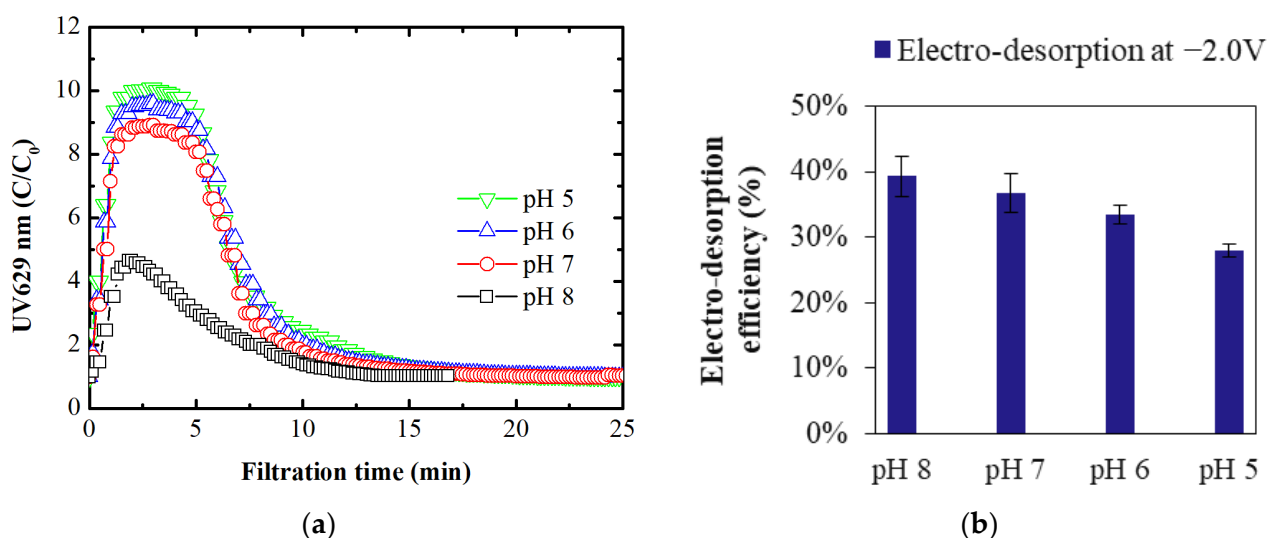 12
10
8
6
4
2
0
UV629 nm (C/C0)
pH 5
pH 6
pH 7
pH 8
0 5 10 15 20 25
Filtration time (min)
(a)
Electro-desorption at −2.0V
50%
40%
30%
20%
10%
0%
Electro-desorption
efficiency (%)
pH 8 pH 7 pH 6 pH 5
(b)